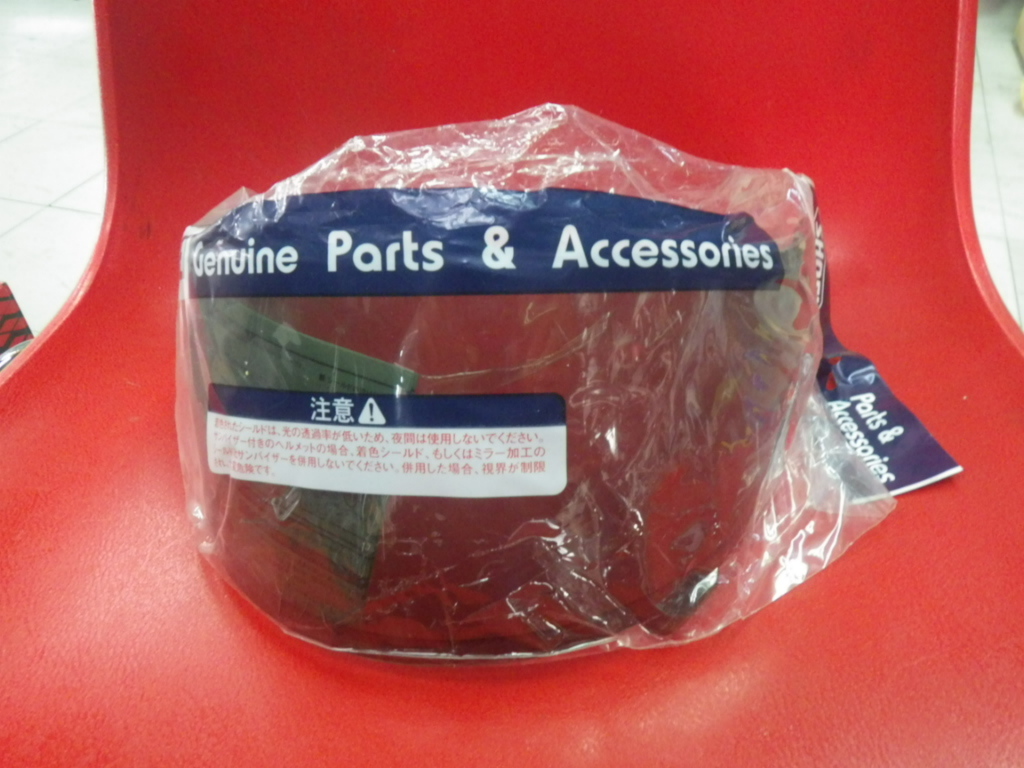 Genuine Parts & Accessories
注意
シールドは、光の透過率が低いため、夜間は使用しないでください。
バイザー付きのヘルメットの場合、着色シールド、もしくはミラー加工の
サンバイザーを併用しないでください。併用した場合、視界が制限
危険です。
Parts &
Accessories